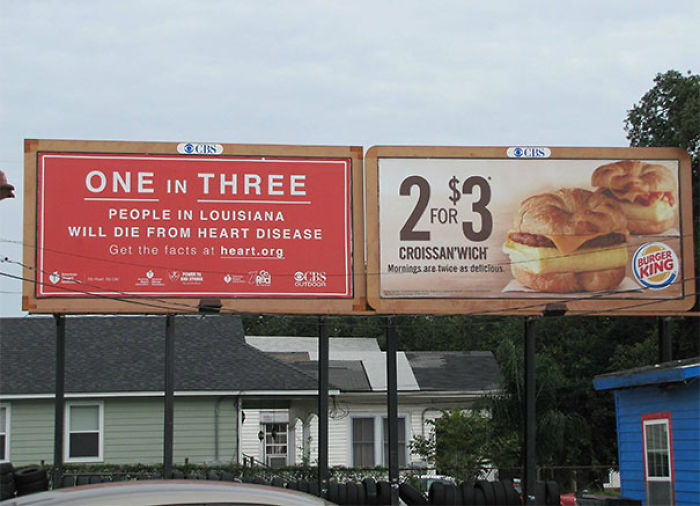 CBS
ONE IN THREE
PEOPLE IN LOUISIANA
WILL DIE FROM HEART DISEASE
Get the facts at heart.org
CBS
OUTDOOR
CBS
2 FOR $3*
CROISSAN'WICH
Mornings are twice as delicious.
BURGER
KING